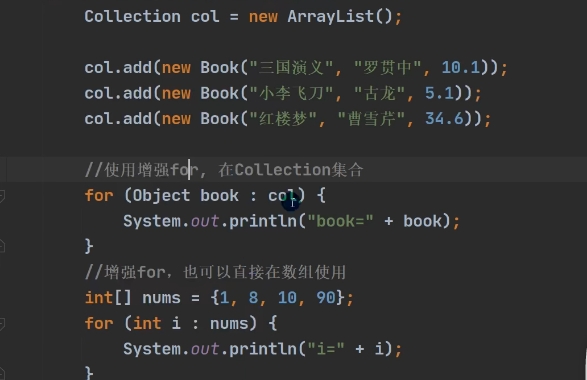 Collection col = new ArrayList();
col.add(new Book("三国演义", "罗贯中", 10.1));
col.add(new Book("小李飞刀", "古龙", 5.1));
col.add(new Book("红楼梦", "曹雪芹", 34.6));
//使用增强for, 在Collection集合
for (Object book : col) {
System.out.println("book=" + book);
}
//增强for，也可以直接在数组使用
int[] nums = {1, 8, 10, 90};
for (int i : nums) {
System.out.println("i=" + i);
}